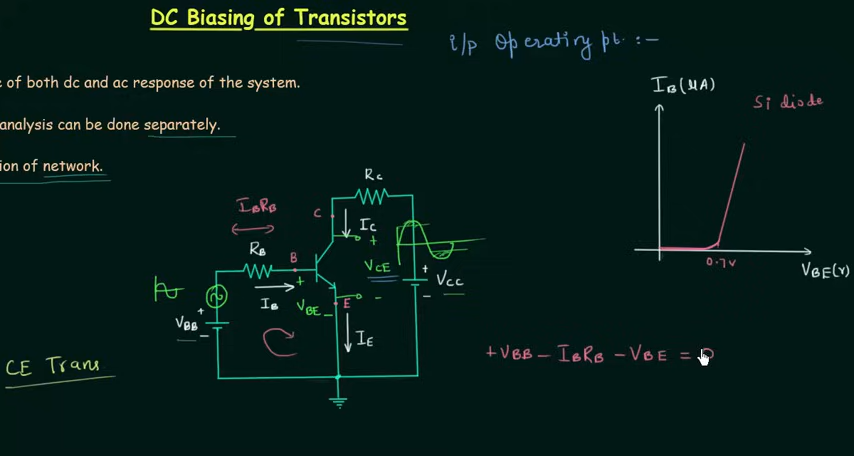 DC Biasing of Transistors
i/p Operating pt. :-
e of both dc and ac response of the system.
analysis can be done separately.
ion of network.
IB(μA)
Si diode
0.7v
VBE(v)
RC
IBRB
C
IC
+
RB
B
VCE
+
VCC
-
+
IB
VBE
-
E
-
+
VBB
-
IE
CE Trans
+VBB - IBRB - VBE = 0